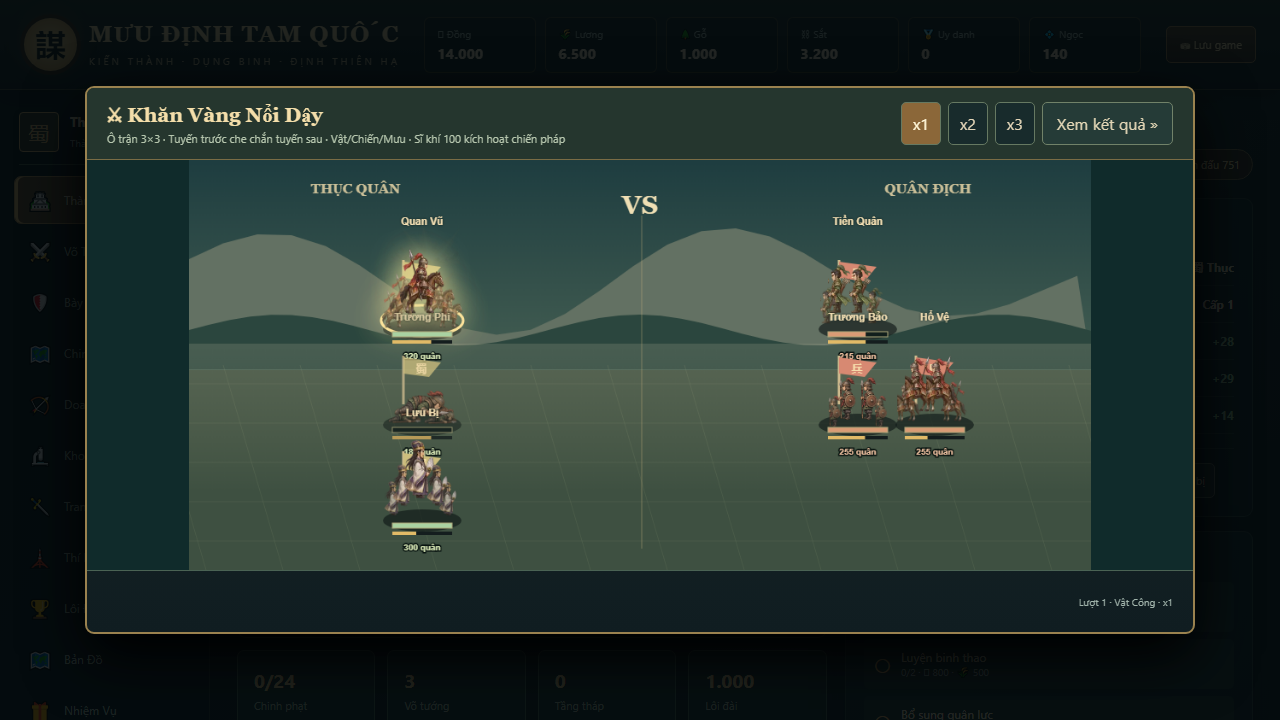 謀
MƯU ĐỊNH TAM QUỐC
KIẾN THÀNH · DỤNG BINH · ĐỊNH THIÊN HẠ
Đồng
14.000
Lương
6.500
Gỗ
1.000
Sắt
3.200
Uy danh
0
Ngọc
140
Lưu game
⚔ Khăn Vàng Nổi Dậy
Ô trận 3×3 · Tuyến trước che chắn tuyến sau · Vật/Chiến/Mưu · Sĩ khí 100 kích hoạt chiến pháp
x1
x2
x3
Xem kết quả »
đấu 751
Thục
Cấp 1
+28
+29
+14
THỤC QUÂN
VS
QUÂN ĐỊCH
Quan Vũ
Trương Phi
320 quân
Lưu Bị
quân
300 quân
Tiền Quân
Trương Bảo
215 quân
Hổ Vệ
255 quân
255 quân
Lượt 1 · Vật Công · x1
Bản Đồ
Nhiệm Vụ
0/24
Chinh phạt
3
Võ tướng
0
Tầng tháp
1.000
Lôi đài
Luyện binh thao
Bổ sung quân lực